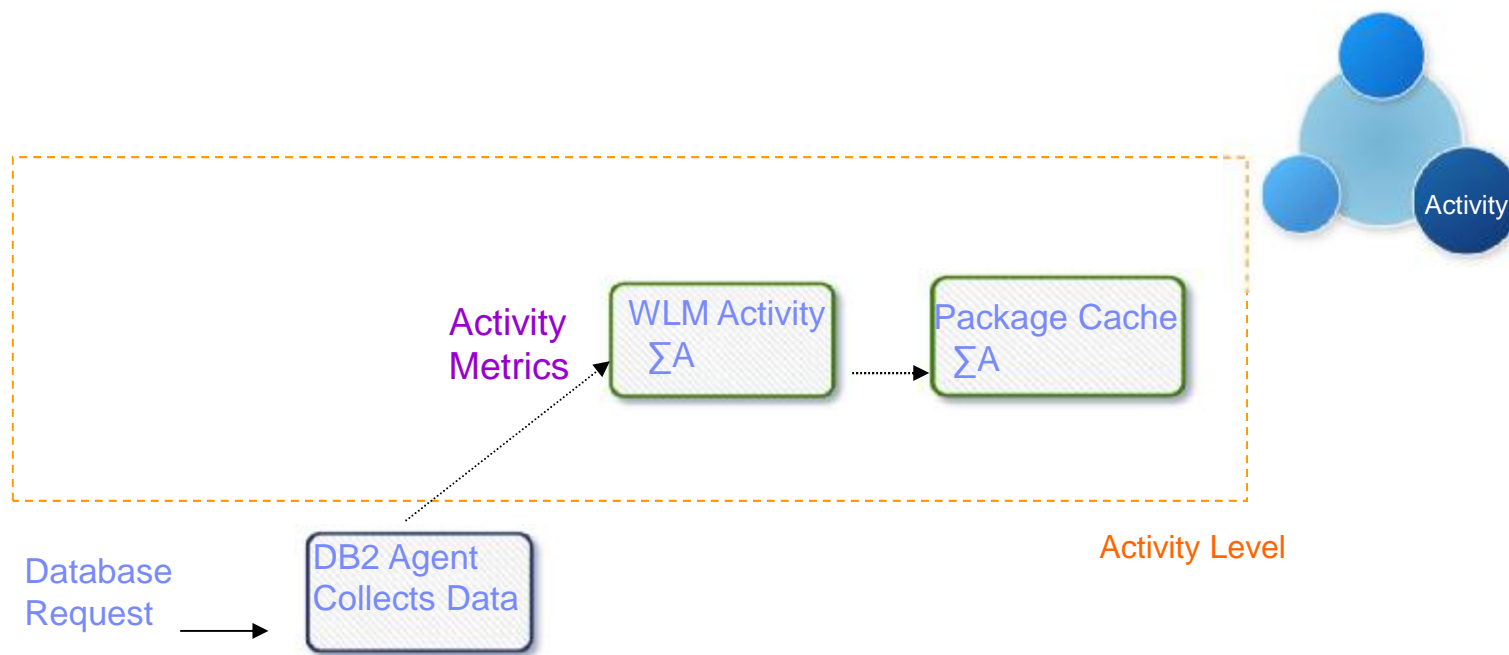 Activity
Activity
Metrics
WLM Activity
∑A
Package Cache
∑A
Database
Request
DB2 Agent
Collects Data
Activity Level